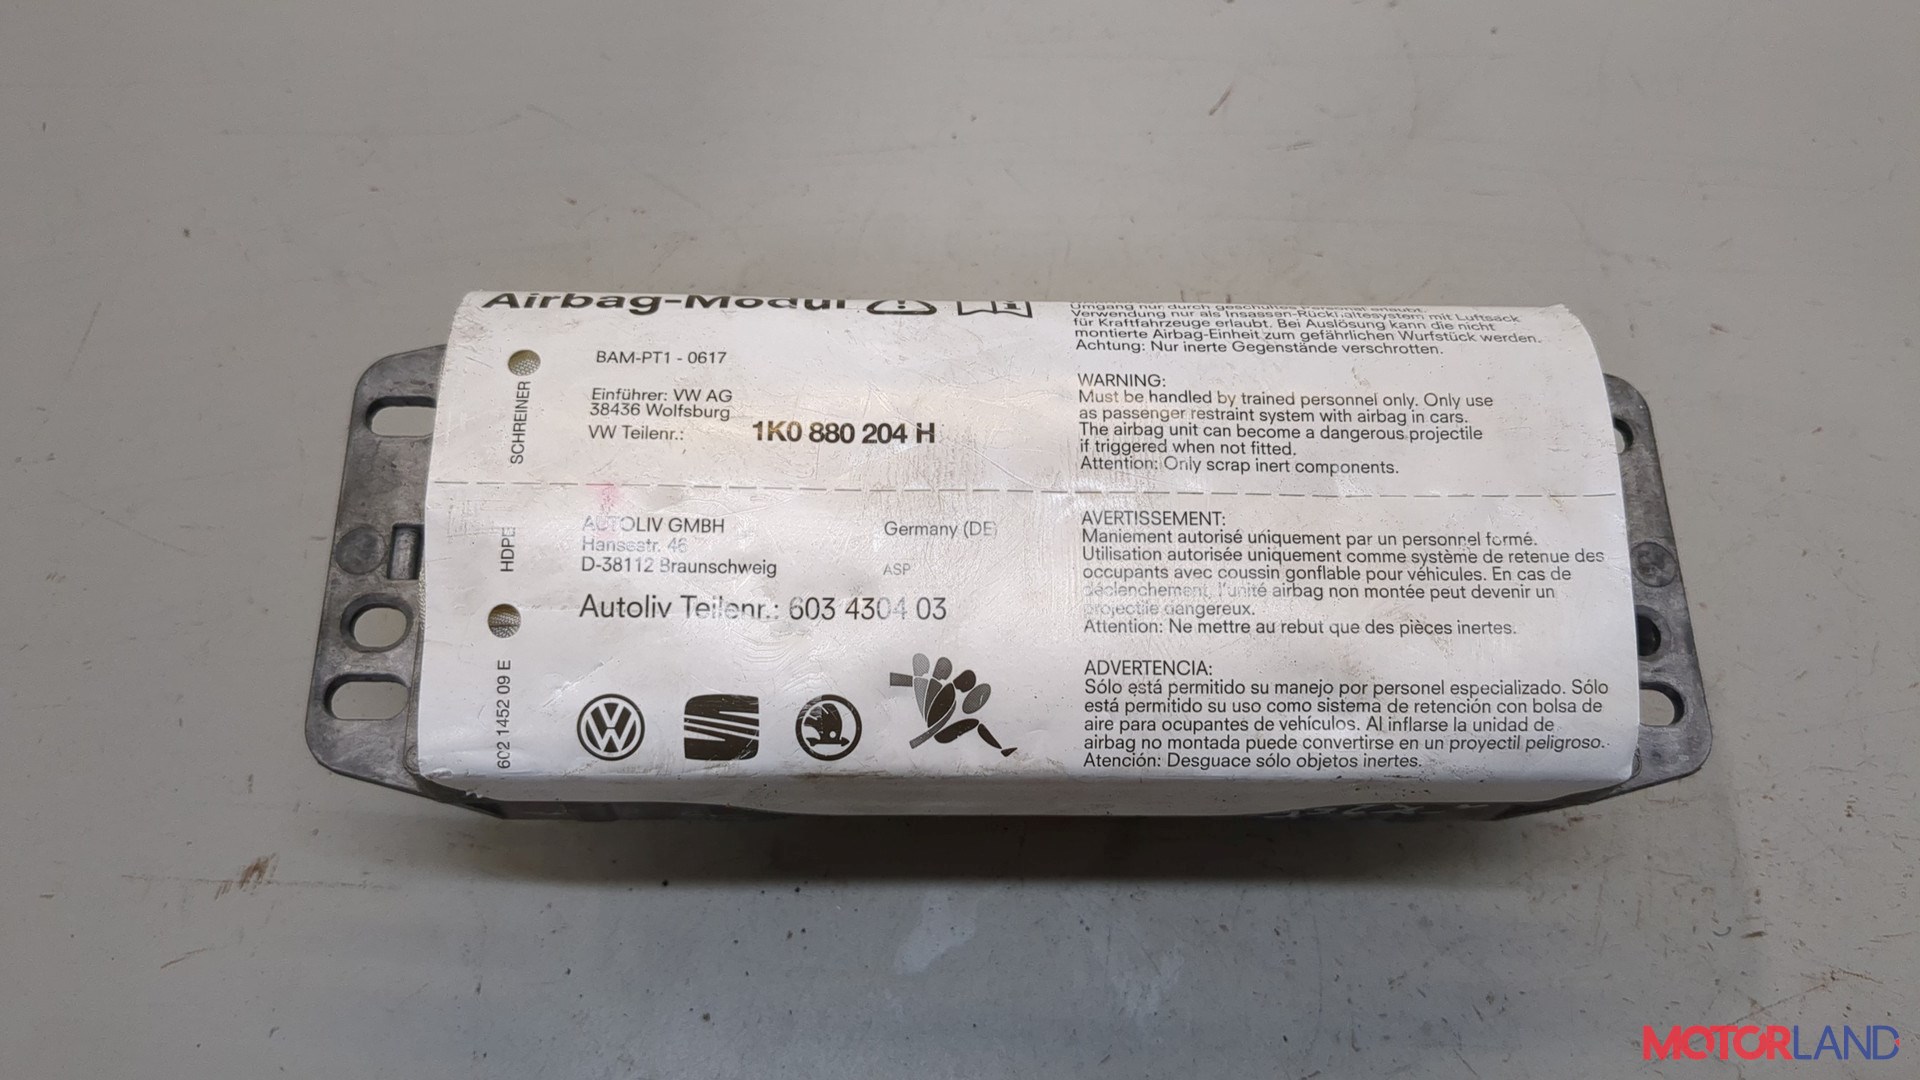 Airbag-Modul
BAM-PT1 - 0617
Einführer: VW AG
38436 Wolfsburg
VW Teilenr.: 1K0 880 204 H
SCHREINER
HDPE
602 1452 09 E
AUTOLIV GMBH
Hansestr. 46
D-38112 Braunschweig
Germany (DE)
ASP
Autoliv Teilenr.: 603 4304 03
Umgang nur durch geschultes Personal erlaubt.
Verwendung nur als Insassen-Rückhaltesystem mit Luftsack
für Kraftfahrzeuge erlaubt. Bei Auslösung kann die nicht
montierte Airbag-Einheit zum gefährlichen Wurfstück werden.
Achtung: Nur inerte Gegenstände verschrotten.
WARNING:
Must be handled by trained personnel only. Only use
as passenger restraint system with airbag in cars.
The airbag unit can become a dangerous projectile
if triggered when not fitted.
Attention: Only scrap inert components.
AVERTISSEMENT:
Maniement autorisé uniquement par un personnel formé.
Utilisation autorisée uniquement comme système de retenue des
occupants avec coussin gonflable pour véhicules. En cas de
déclenchement, l'unité airbag non montée peut devenir un
projectile dangereux.
Attention: Ne mettre au rebut que des pièces inertes.
ADVERTENCIA:
Sólo está permitido su manejo por personel especializado. Sólo
está permitido su uso como sistema de retención con bolsa de
aire para ocupantes de vehículos. Al inflarse la unidad de
airbag no montada puede convertirse en un proyectil peligroso.
Atención: Desguace sólo objetos inertes.
MOTORLAND